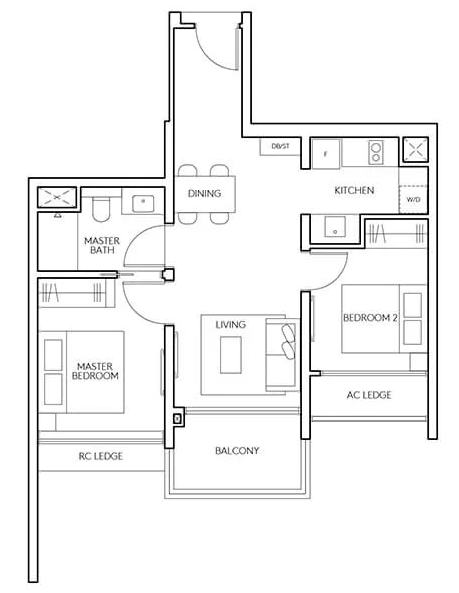 DB/ST
F
DINING
KITCHEN
W/D
MASTER
BATH
LIVING
BEDROOM 2
MASTER
BEDROOM
AC LEDGE
BALCONY
RC LEDGE